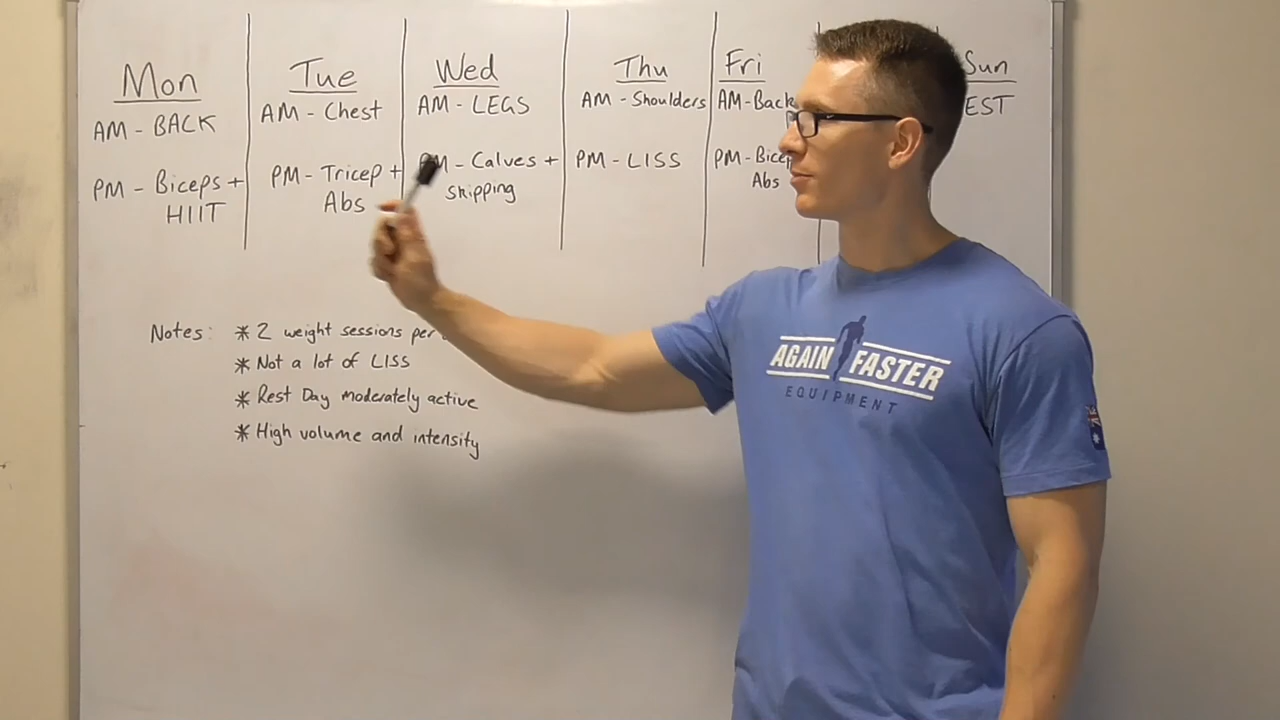 Mon
AM - BACK
PM - Biceps +
HIIT
Tue
AM - Chest
PM - Tricep +
Abs
Wed
AM - LEGS
PM - Calves +
skipping
Thu
AM - Shoulders
PM - LISS
Fri
AM - Back
PM - Bicep
Abs
Sun
EST
Notes: * 2 weight sessions per
* Not a lot of LISS
* Rest Day moderately active
* High volume and intensity
AGAIN FASTER
EQUIPMENT